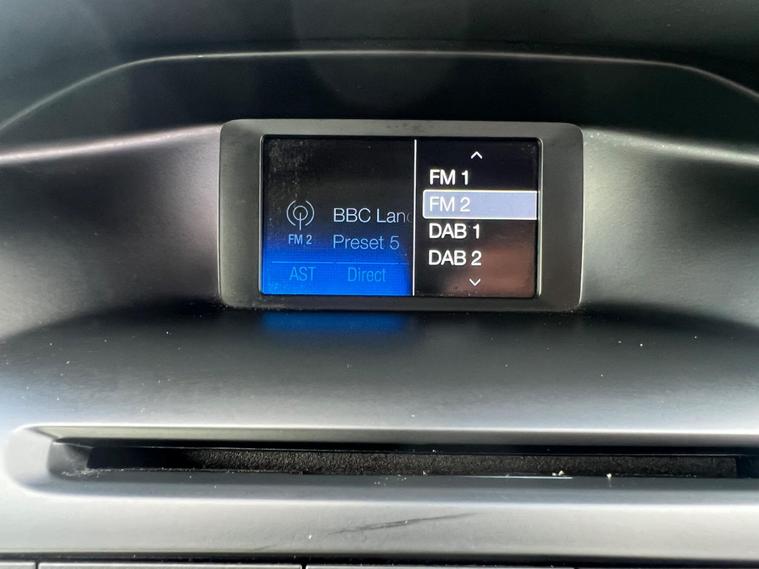 BBC Lanc
FM 2
Preset 5
AST Direct
FM 1
FM 2
DAB 1
DAB 2